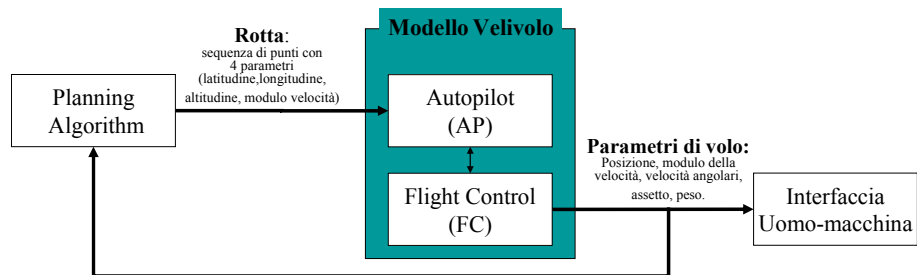 Modello Velivolo
Rotta:
sequenza di punti con
4 parametri
(latitudine,longitudine,
altitudine, modulo velocità)
Planning
Algorithm
Autopilot
(AP)
Flight Control
(FC)
Parametri di volo:
Posizione, modulo della
velocità, velocità angolari,
assetto, peso.
Interfaccia
Uomo-macchina